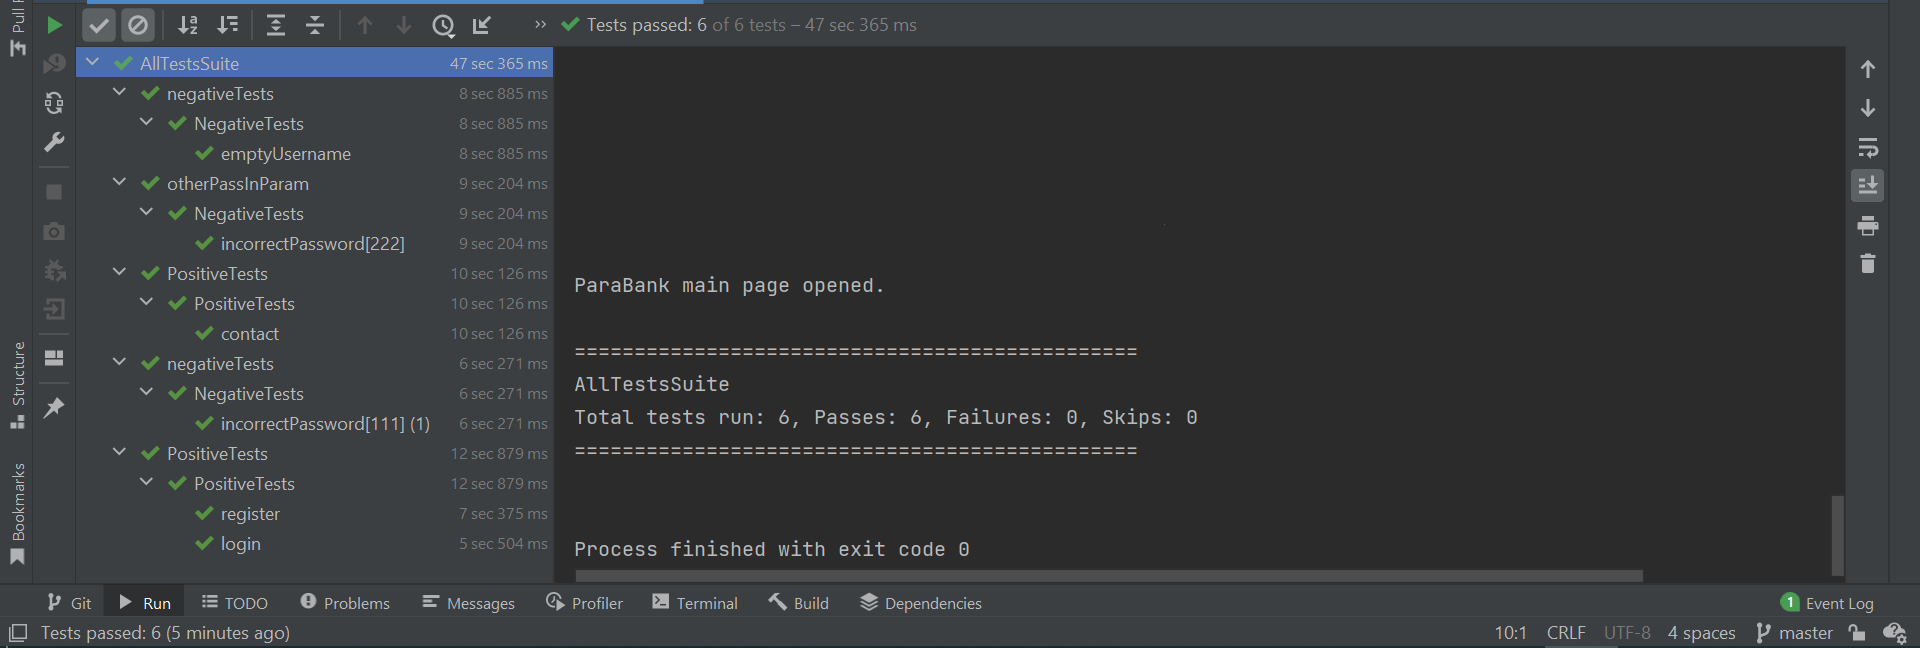 Pull R
Tests passed: 6 of 6 tests – 47 sec 365 ms
AllTestsSuite 47 sec 365 ms
negativeTests 8 sec 885 ms
NegativeTests 8 sec 885 ms
emptyUsername 8 sec 885 ms
otherPassInParam 9 sec 204 ms
NegativeTests 9 sec 204 ms
incorrectPassword[222] 9 sec 204 ms
PositiveTests 10 sec 126 ms
PositiveTests 10 sec 126 ms
contact 10 sec 126 ms
negativeTests 6 sec 271 ms
NegativeTests 6 sec 271 ms
incorrectPassword[111] (1) 6 sec 271 ms
PositiveTests 12 sec 879 ms
PositiveTests 12 sec 879 ms
register 7 sec 375 ms
login 5 sec 504 ms
Structure
Bookmarks
ParaBank main page opened.
===============================================
AllTestsSuite
Total tests run: 6, Passes: 6, Failures: 0, Skips: 0
===============================================
Process finished with exit code 0
Git Run TODO Problems Messages Profiler Terminal Build Dependencies 1 Event Log
Tests passed: 6 (5 minutes ago) 10:1 CRLF UTF-8 4 spaces master